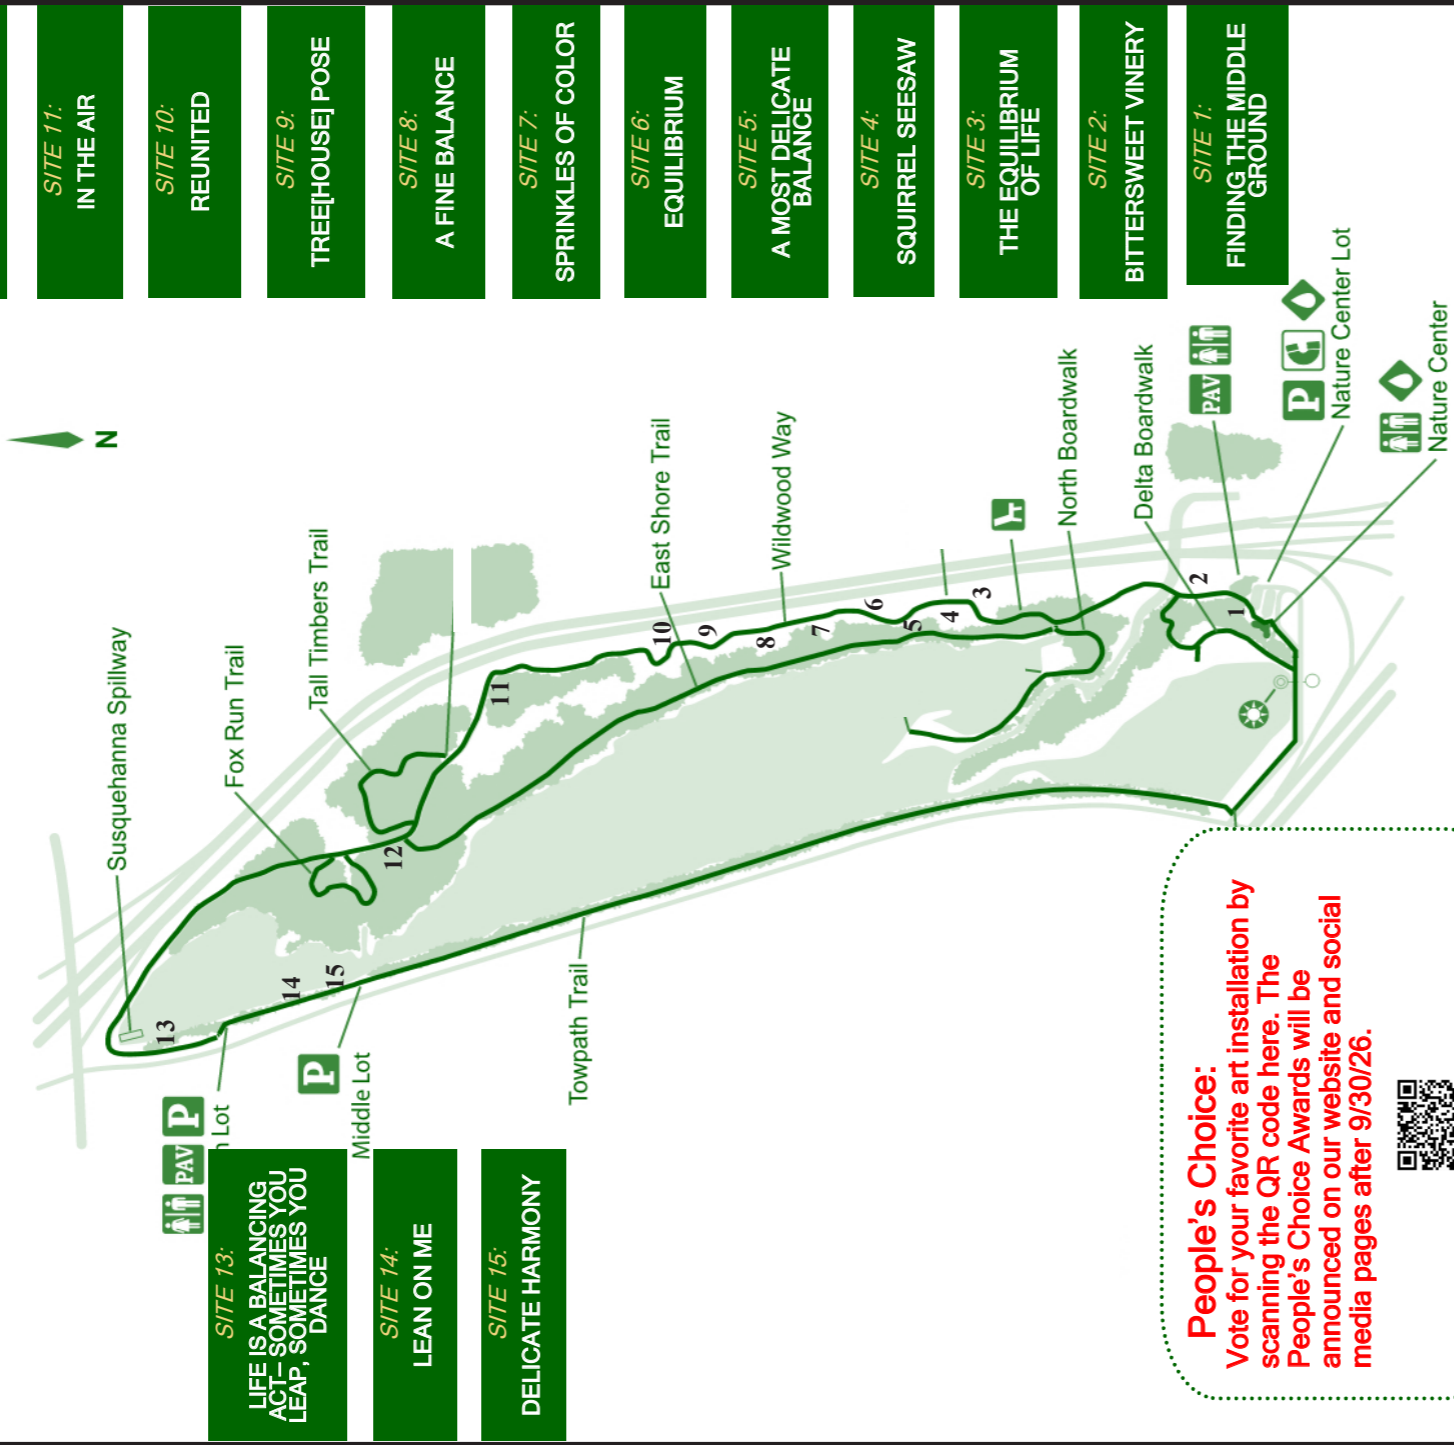 SITE 11:
IN THE AIR
SITE 10:
REUNITED
SITE 9:
TREE[HOUSE] POSE
SITE 8:
A FINE BALANCE
SITE 7:
SPRINKLES OF COLOR
SITE 6:
EQUILIBRIUM
SITE 5:
A MOST DELICATE
BALANCE
SITE 4:
SQUIRREL SEESAW
SITE 3:
THE EQUILIBRIUM
OF LIFE
SITE 2:
BITTERSWEET VINERY
SITE 1:
FINDING THE MIDDLE
GROUND
N
Susquehanna Spillway
Fox Run Trail
Tall Timbers Trail
East Shore Trail
Wildwood Way
North Boardwalk
Delta Boardwalk
PAV
P
Nature Center Lot
Nature Center
11
10
9
8
7
6
5
4
3
2
1
12
13
14
15
PAV P
Lot
P
Middle Lot
Towpath Trail
SITE 13:
LIFE IS A BALANCING
ACT– SOMETIMES YOU
LEAP, SOMETIMES YOU
DANCE
SITE 14:
LEAN ON ME
SITE 15:
DELICATE HARMONY
People's Choice:
Vote for your favorite art installation by
scanning the QR code here. The
People's Choice Awards will be
announced on our website and social
media pages after 9/30/26.